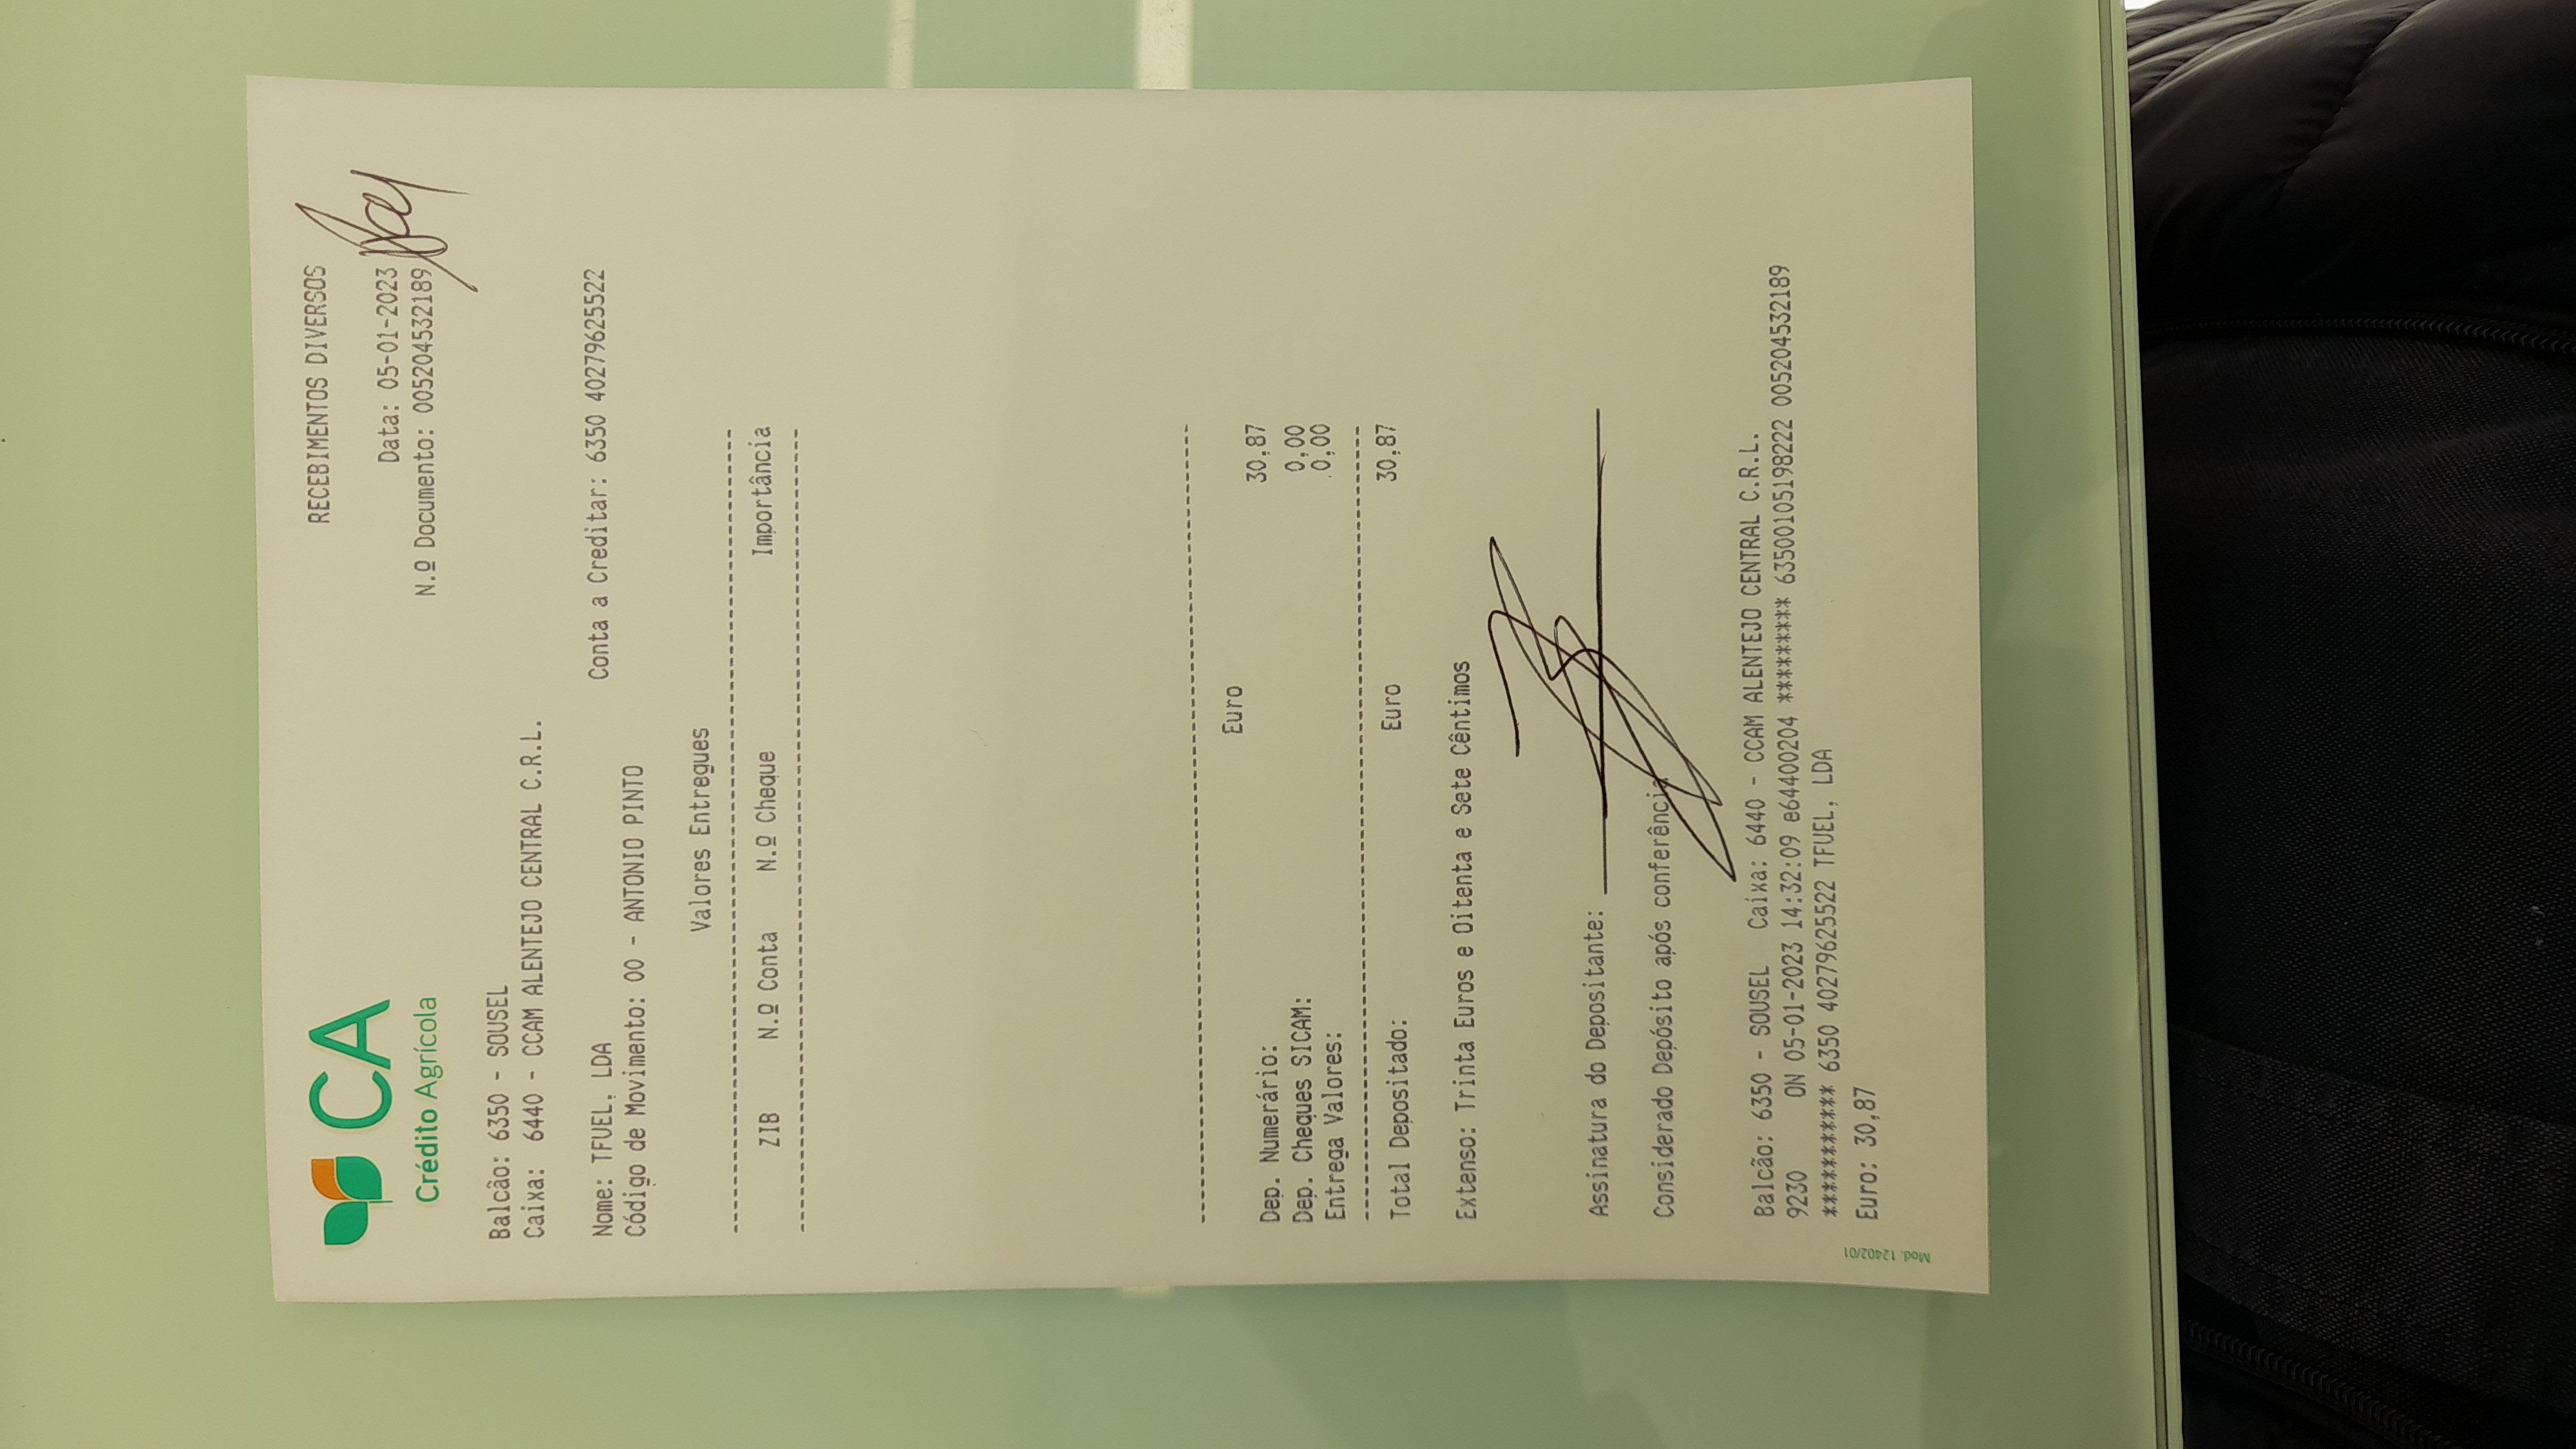 CA
Crédito Agrícola
RECEBIMENTOS DIVERSOS
Data: 05-01-2023
N.º Documento: 005204532189
Balcão: 6350 - SOUSEL
Caixa: 6440 - CCAM ALENTEJO CENTRAL C.R.L.
Conta a Creditar: 6350 40279625522
Nome: TFUEL, LDA
Código de Movimento: 00 - ANTONIO PINTO
Valores Entregues
ZIB N.º Conta N.º Cheque Importância
Euro
Dep. Numerário: 30,87
Dep. Cheques SICAM: 0,00
Entrega Valores: 0,00
Total Depositado: Euro 30,87
Extenso: Trinta Euros e Oitenta e Sete Cêntimos
Assinatura do Depositante:
Considerado Depósito após conferência
Balcão: 6350 - SOUSEL Caixa: 6440 - CCAM ALENTEJO CENTRAL C.R.L.
9230 ON 05-01-2023 14:32:09 e64400204 ********* 63500105198222 005204532189
*********** 6350 40279625522 TFUEL, LDA
Euro: 30,87
Mod. 12402/01